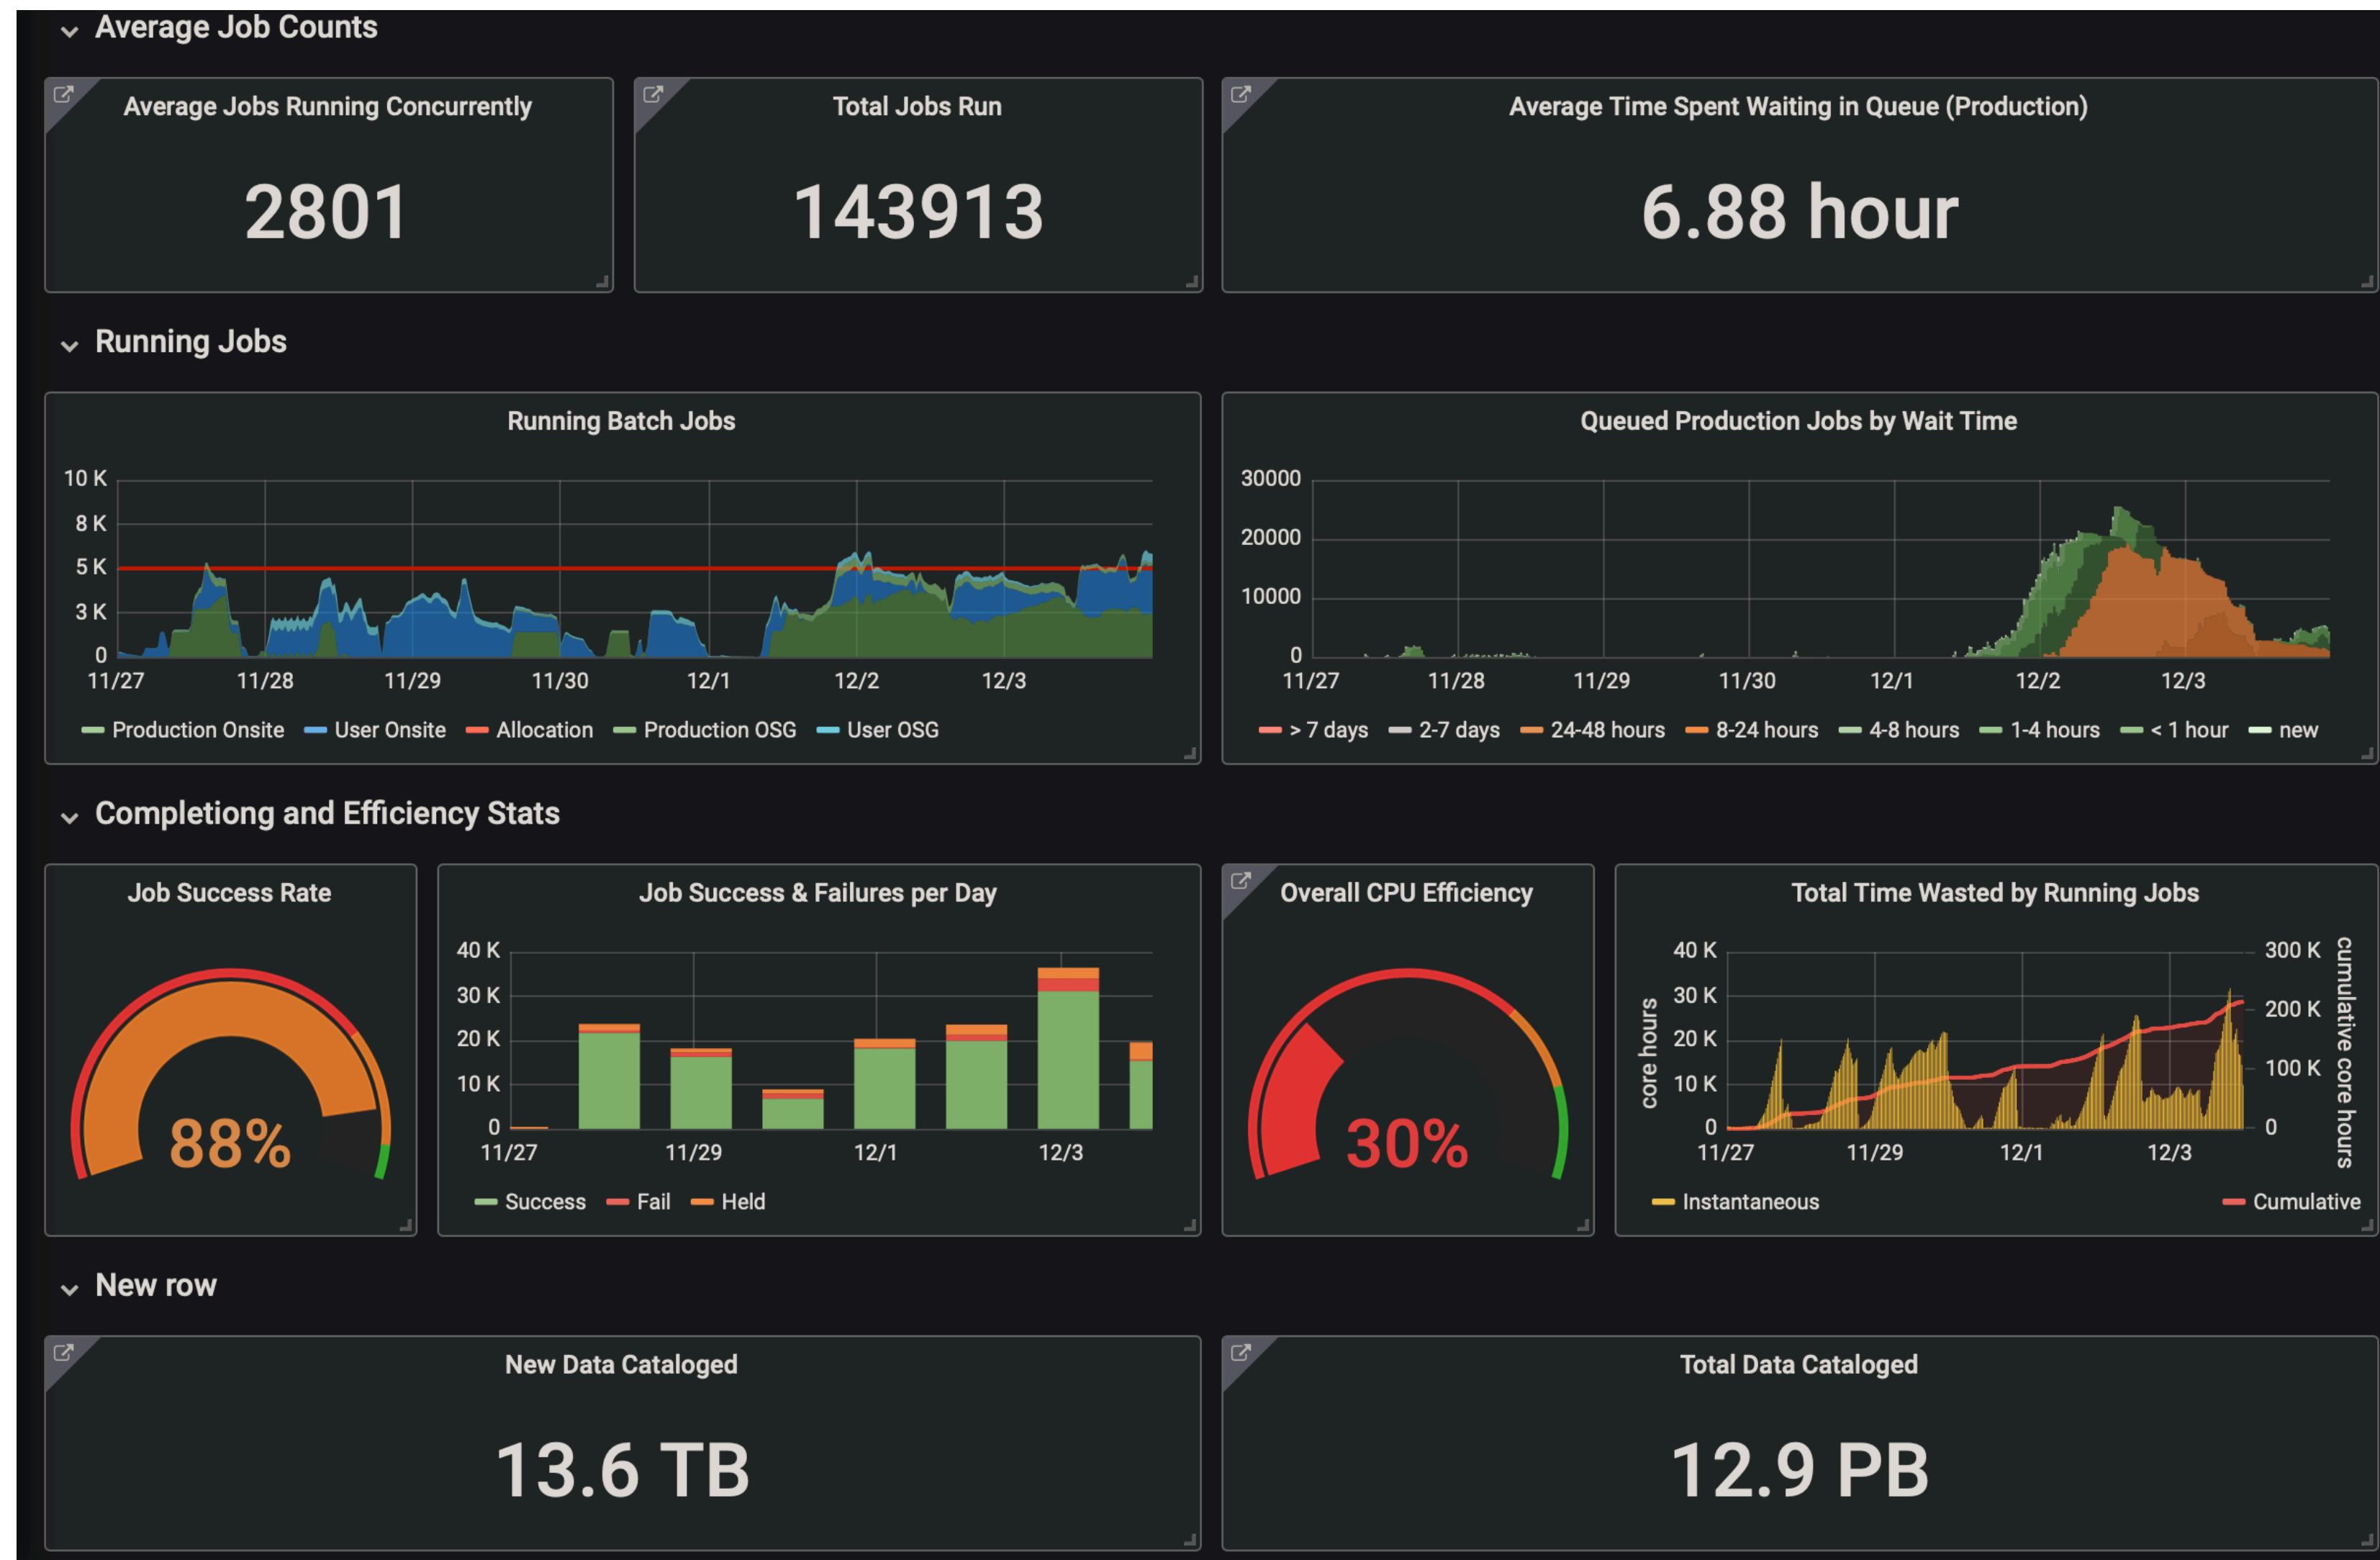 Average Job Counts
Average Jobs Running Concurrently
2801
Total Jobs Run
143913
Average Time Spent Waiting in Queue (Production)
6.88 hour
Running Jobs
Running Batch Jobs
10 K
8 K
5 K
3 K
0
11/27 11/28 11/29 11/30 12/1 12/2 12/3
Production Onsite User Onsite Allocation Production OSG User OSG
Queued Production Jobs by Wait Time
30000
20000
10000
0
11/27 11/28 11/29 11/30 12/1 12/2 12/3
> 7 days 2-7 days 24-48 hours 8-24 hours 4-8 hours 1-4 hours < 1 hour new
Completiong and Efficiency Stats
Job Success Rate
88%
Job Success & Failures per Day
40 K
30 K
20 K
10 K
0
11/27 11/29 12/1 12/3
Success Fail Held
Overall CPU Efficiency
30%
Total Time Wasted by Running Jobs
core hours
40 K
30 K
20 K
10 K
0
300 K
200 K
100 K
0
cumulative core hours
11/27 11/29 12/1 12/3
Instantaneous Cumulative
New row
New Data Cataloged
13.6 TB
Total Data Cataloged
12.9 PB